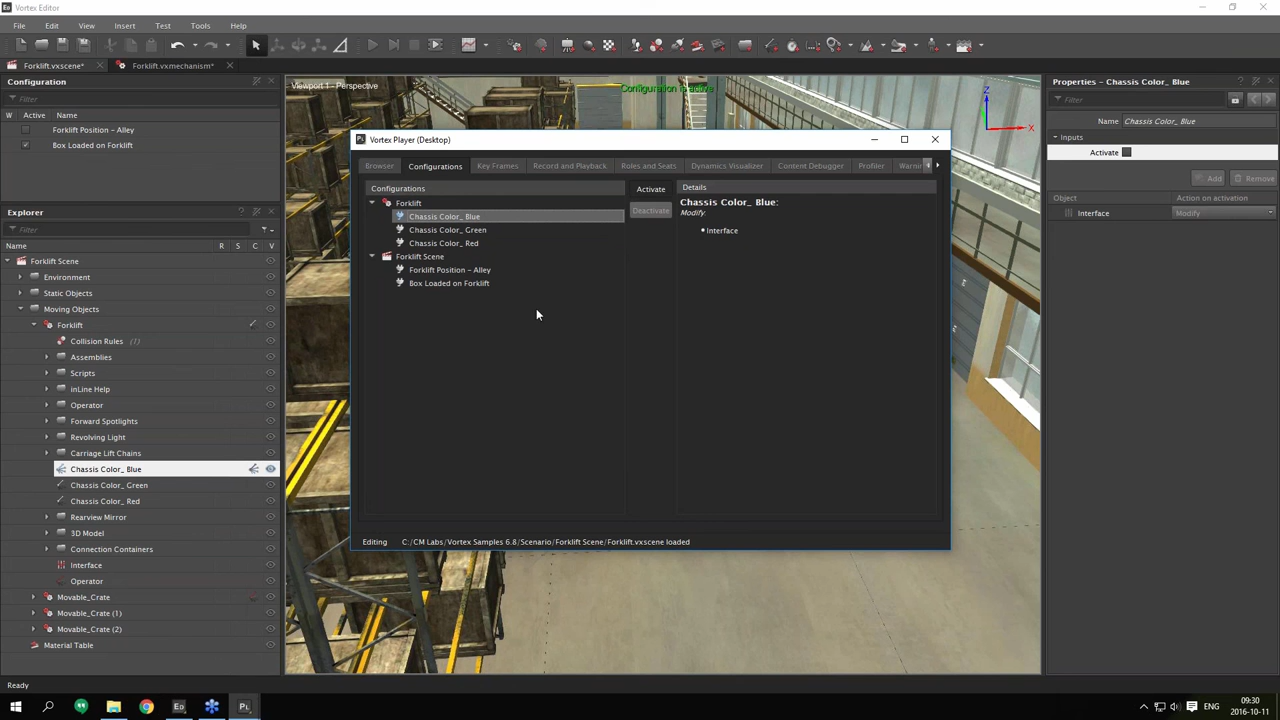 Vortex Editor
File Edit View Insert Test Tools Help
Forklift.vxscene* Forklift.vxmechanism*
Configuration
Filter
W Active Name
Forklift Position - Alley
Box Loaded on Forklift
Explorer
Filter
Name R S C V
Forklift Scene
Environment
Static Objects
Moving Objects
Forklift
Collision Rules (1)
Assemblies
Scripts
inLine Help
Operator
Forward Spotlights
Revolving Light
Carriage Lift Chains
Chassis Color_ Blue
Chassis Color_ Green
Chassis Color_ Red
Rearview Mirror
3D Model
Connection Containers
Interface
Operator
Movable_Crate
Movable_Crate (1)
Movable_Crate (2)
Material Table
Viewport 1 - Perspective
Configuration is active
Z
X
Vortex Player (Desktop)
Browser Configurations Key Frames Record and Playback Roles and Seats Dynamics Visualizer Content Debugger Profiler Warnin
Configurations
Forklift
Chassis Color_ Blue
Chassis Color_ Green
Chassis Color_ Red
Forklift Scene
Forklift Position - Alley
Box Loaded on Forklift
Activate
Deactivate
Details
Chassis Color_ Blue:
Modify:
• Interface
Editing C:/CM Labs/Vortex Samples 6.8/Scenario/Forklift Scene/Forklift.vxscene loaded
Properties - Chassis Color_ Blue
Filter
Name Chassis Color_ Blue
Inputs
Activate
Add Remove
Object Action on activation
Interface Modify
Ready
ENG
09:30
2016-10-11